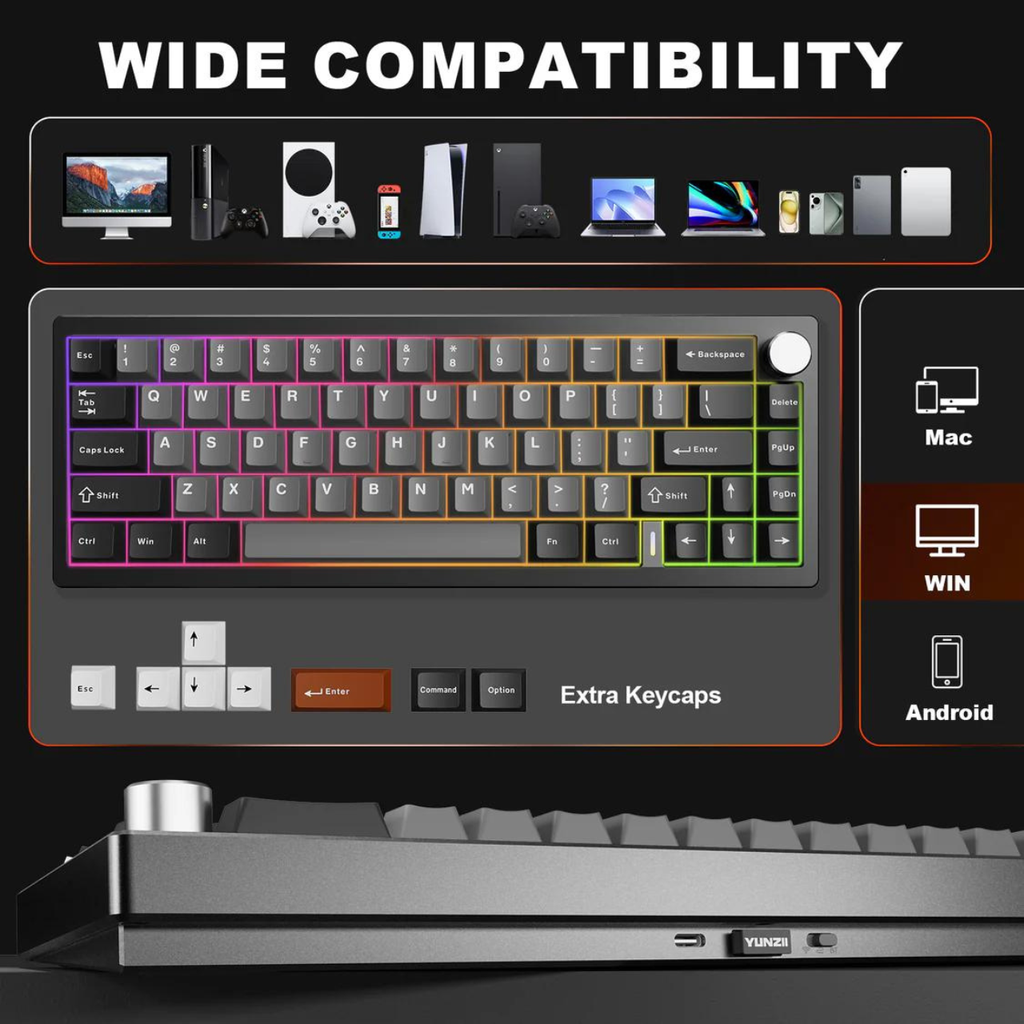 WIDE COMPATIBILITY
Esc ! 1 @ 2 # 3 $ 4 % 5 ^ 6 & 7 * 8 ( 9 ) 0 — - + = ← Backspace
Tab Q W E R T Y U I O P { [ } ] | \ Delete
Caps Lock A S D F G H J K L : ; " ' Enter PgUp
Shift Z X C V B N M < , > . ? / Shift ↑ PgDn
Ctrl Win Alt Fn Ctrl ← ↓ →
Mac
WIN
Android
↑
Esc ← ↓ → Enter Command Option Extra Keycaps
YUNZII